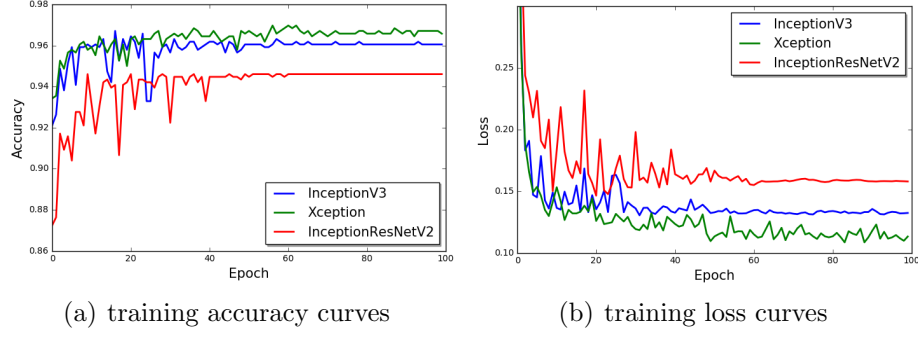 0.98
0.96
0.94
0.92
0.90
0.88
0.86
Accuracy
InceptionV3
Xception
InceptionResNetV2
0 20 40 60 80 100
Epoch
(a) training accuracy curves
0.25
0.20
0.15
0.10
Loss
InceptionV3
Xception
InceptionResNetV2
0 20 40 60 80 100
Epoch
(b) training loss curves